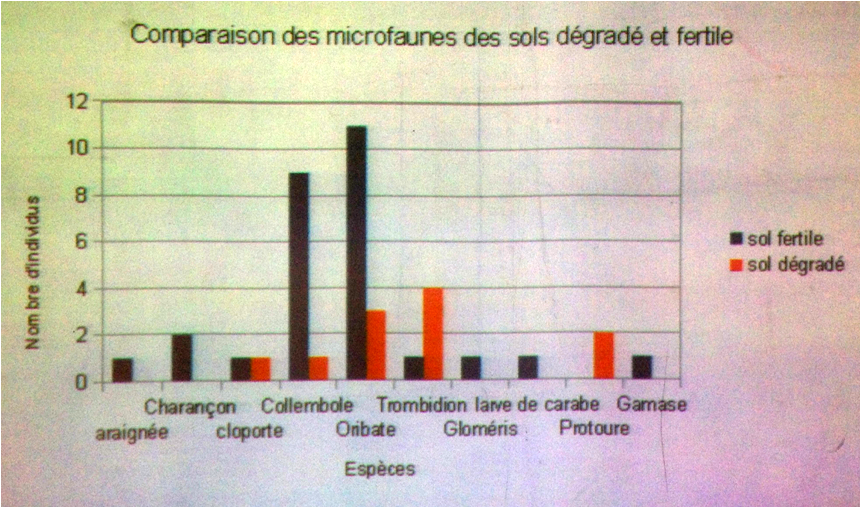 Comparaison des microfaunes des sols dégradé et fertile
12
10
8
6
4
2
0
Nombre d'individus
sol fertile
sol dégradé
Charançon Collembole Trombidion larve de carabe Gamase
araignée cloporte Oribate Gloméris Protoure
Espèces